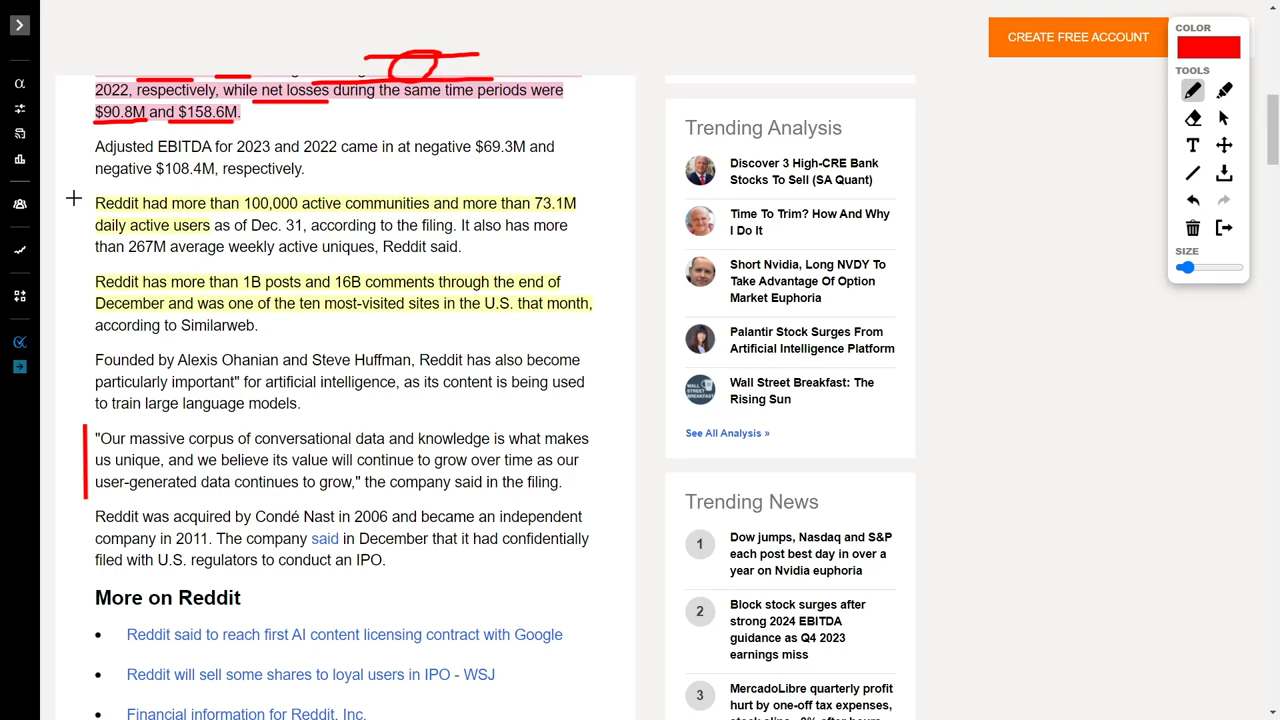 CREATE FREE ACCOUNT
2022, respectively, while net losses during the same time periods were
$90.8M and $158.6M.
Adjusted EBITDA for 2023 and 2022 came in at negative $69.3M and
negative $108.4M, respectively.
Reddit had more than 100,000 active communities and more than 73.1M
daily active users as of Dec. 31, according to the filing. It also has more
than 267M average weekly active uniques, Reddit said.
Reddit has more than 1B posts and 16B comments through the end of
December and was one of the ten most-visited sites in the U.S. that month,
according to Similarweb.
Founded by Alexis Ohanian and Steve Huffman, Reddit has also become
particularly important" for artificial intelligence, as its content is being used
to train large language models.
"Our massive corpus of conversational data and knowledge is what makes
us unique, and we believe its value will continue to grow over time as our
user-generated data continues to grow," the company said in the filing.
Reddit was acquired by Condé Nast in 2006 and became an independent
company in 2011. The company said in December that it had confidentially
filed with U.S. regulators to conduct an IPO.
More on Reddit
• Reddit said to reach first AI content licensing contract with Google
• Reddit will sell some shares to loyal users in IPO - WSJ
• Financial information for Reddit, Inc.
Trending Analysis
Discover 3 High-CRE Bank
Stocks To Sell (SA Quant)
Time To Trim? How And Why
I Do It
Short Nvidia, Long NVDY To
Take Advantage Of Option
Market Euphoria
Palantir Stock Surges From
Artificial Intelligence Platform
WALL STREET BREAKFAST
Wall Street Breakfast: The
Rising Sun
See All Analysis »
Trending News
1
Dow jumps, Nasdaq and S&P
each post best day in over a
year on Nvidia euphoria
2
Block stock surges after
strong 2024 EBITDA
guidance as Q4 2023
earnings miss
3
MercadoLibre quarterly profit
hurt by one-off tax expenses,
COLOR
TOOLS
T
SIZE